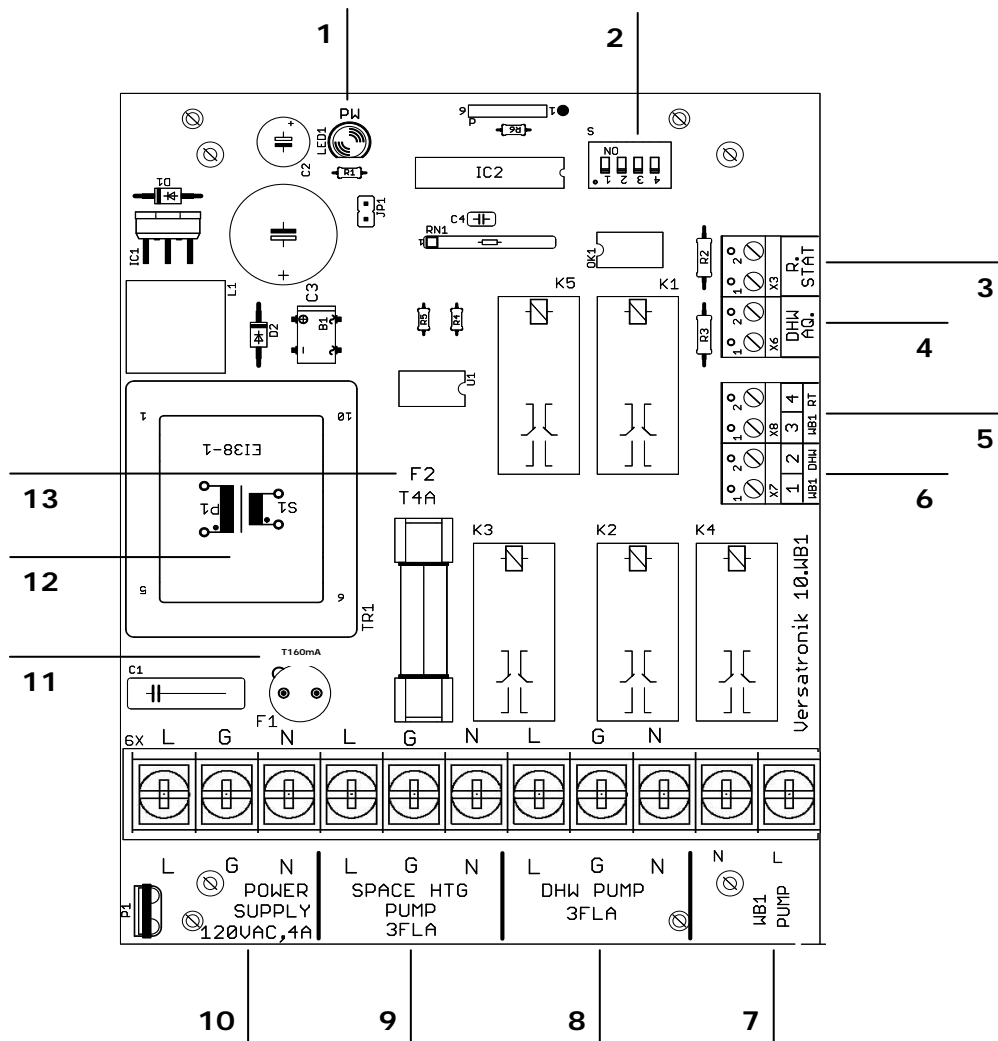 1
2
PW
LED1
C2
R1
6
1
P
R6
S
NO
1 2 3 4
IC2
D1
IC1
JP1
C4
RN1
1
OK1
R2
2
1
X3
R.
STAT
3
L1
D2
C3
B1
K5
K1
R5
R4
R3
2
1
X6
DHW
AQ.
4
U1
2
1
X8
3 4
WB1 RT
5
1
10
EI38-1
2
1
X7
1 2
WB1 DHW
6
13
F2
T4A
P1
S1
12
5
6
TR1
K3
K2
K4
Versatronik 10.WB1
11
T160mA
C1
F1
6X
L G N L G N L G N
L G N L G N L G N N L
P1
POWER
SUPPLY
120VAC,4A
SPACE HTG
PUMP
3FLA
DHW PUMP
3FLA
WB1
PUMP
10
9
8
7